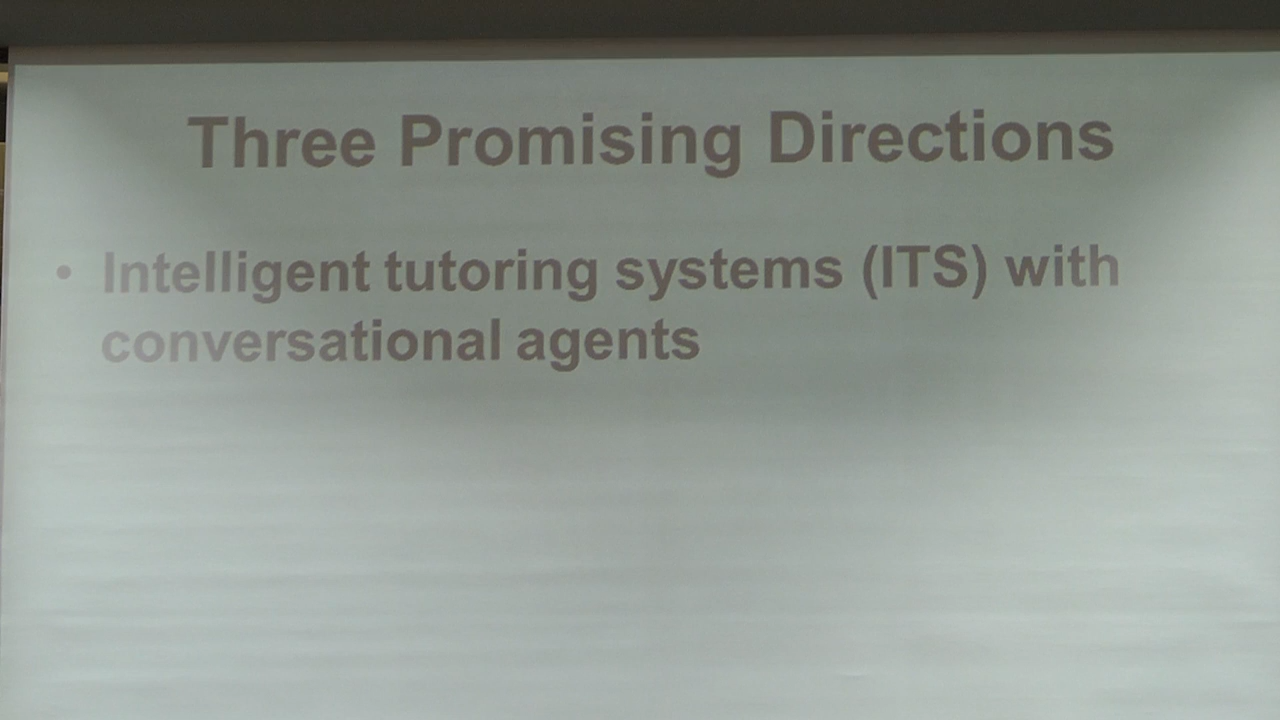 Three Promising Directions
• Intelligent tutoring systems (ITS) with
conversational agents